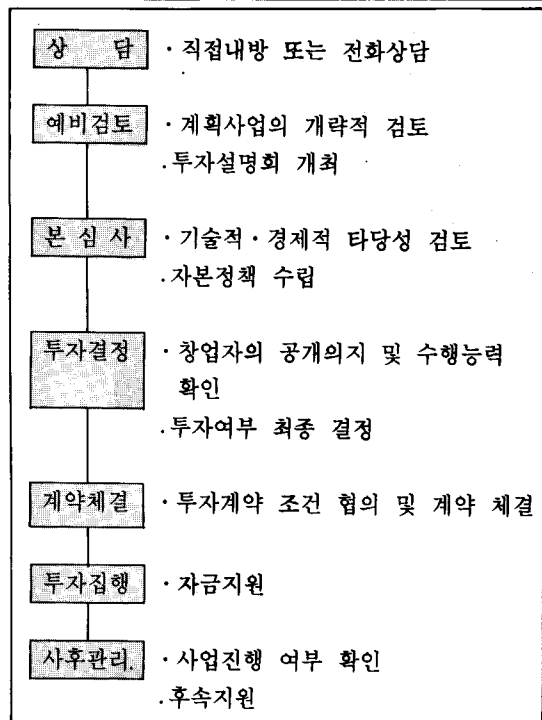 상 담 · 직접내방 또는 전화상담
예비검토 · 계획사업의 개략적 검토
. 투자설명회 개최
본 심 사 · 기술적 · 경제적 타당성 검토
. 자본정책 수립
투자결정 · 창업자의 공개의지 및 수행능력
확인
. 투자여부 최종 결정
계약체결 · 투자계약 조건 협의 및 계약 체결
투자집행 · 자금지원
사후관리. · 사업진행 여부 확인
. 후속지원